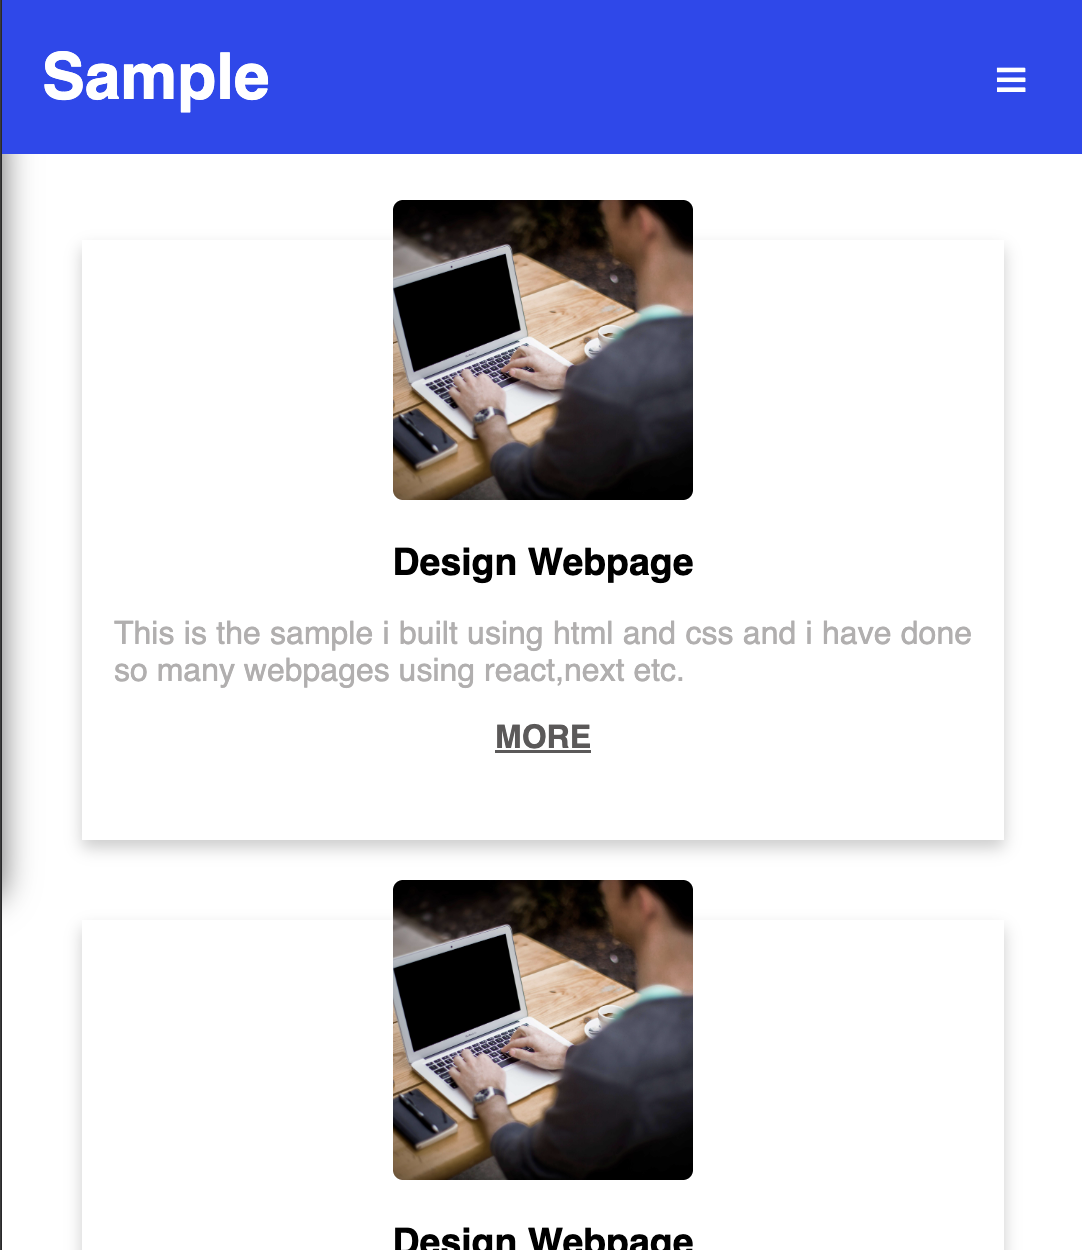 Sample
Design Webpage
This is the sample i built using html and css and i have done
so many webpages using react,next etc.
MORE
Design Webpage